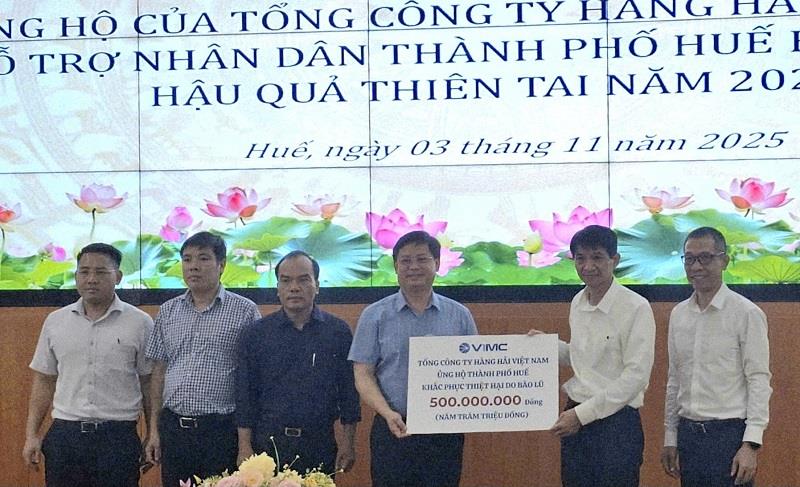 NG HỘ CỦA TỔNG CÔNG TY HÀNG HẢ
Ỗ TRỢ NHÂN DÂN THÀNH PHỐ HUẾ
HẬU QUẢ THIÊN TAI NĂM 202
Huế, ngày 03 tháng 11 năm 2025
VIMC
TỔNG CÔNG TY HÀNG HẢI VIỆT NAM
ỦNG HỘ THÀNH PHỐ HUẾ
KHẮC PHỤC THIỆT HẠI DO BÃO LŨ
500.000.000 Đồng
(NĂM TRĂM TRIỆU ĐỒNG)